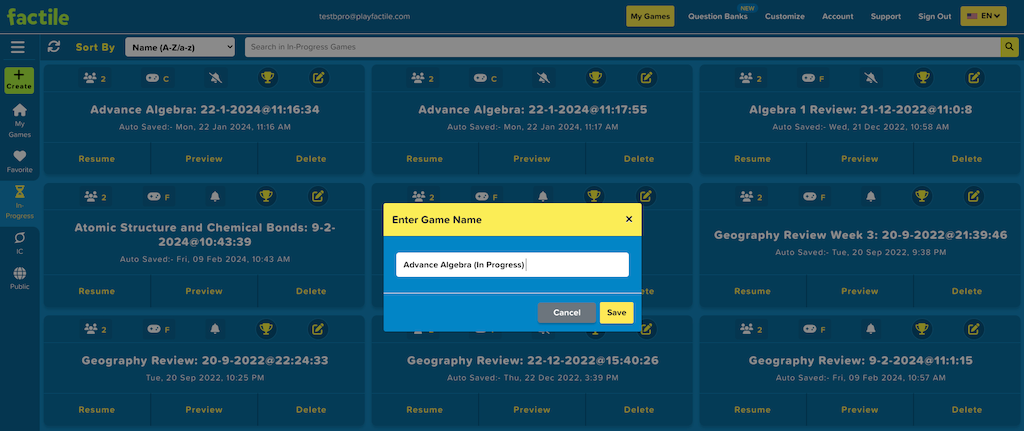 factile
testbpro@playfactile.com
My Games
Question Banks
NEW
Customize
Account
Support
Sign Out
EN
Sort By
Name (A-Z/a-z)
Search in In-Progress Games
Create
My Games
Favorite
In-Progress
IC
Public
2 C
Advance Algebra: 22-1-2024@11:16:34
Auto Saved:- Mon, 22 Jan 2024, 11:16 AM
Resume Preview Delete
2 C
Advance Algebra: 22-1-2024@11:17:55
Auto Saved:- Mon, 22 Jan 2024, 11:17 AM
Resume Preview Delete
2 F
Algebra 1 Review: 21-12-2022@11:0:8
Auto Saved:- Wed, 21 Dec 2022, 10:58 AM
Resume Preview Delete
2 F
Atomic Structure and Chemical Bonds: 9-2-
2024@10:43:39
Auto Saved:- Fri, 09 Feb 2024, 10:43 AM
Resume Preview Delete
2 F
Enter Game Name
×
Advance Algebra (In Progress)
Cancel Save
2 F
Geography Review Week 3: 20-9-2022@21:39:46
Auto Saved:- Tue, 20 Sep 2022, 9:38 PM
Resume Preview Delete
2 F
Geography Review: 20-9-2022@22:24:33
Tue, 20 Sep 2022, 10:25 PM
Resume Preview Delete
Geography Review: 22-12-2022@15:40:26
Auto Saved:- Thu, 22 Dec 2022, 3:39 PM
Resume Preview Delete
2 F
Geography Review: 9-2-2024@11:1:15
Auto Saved:- Fri, 09 Feb 2024, 10:57 AM
Resume Preview Delete